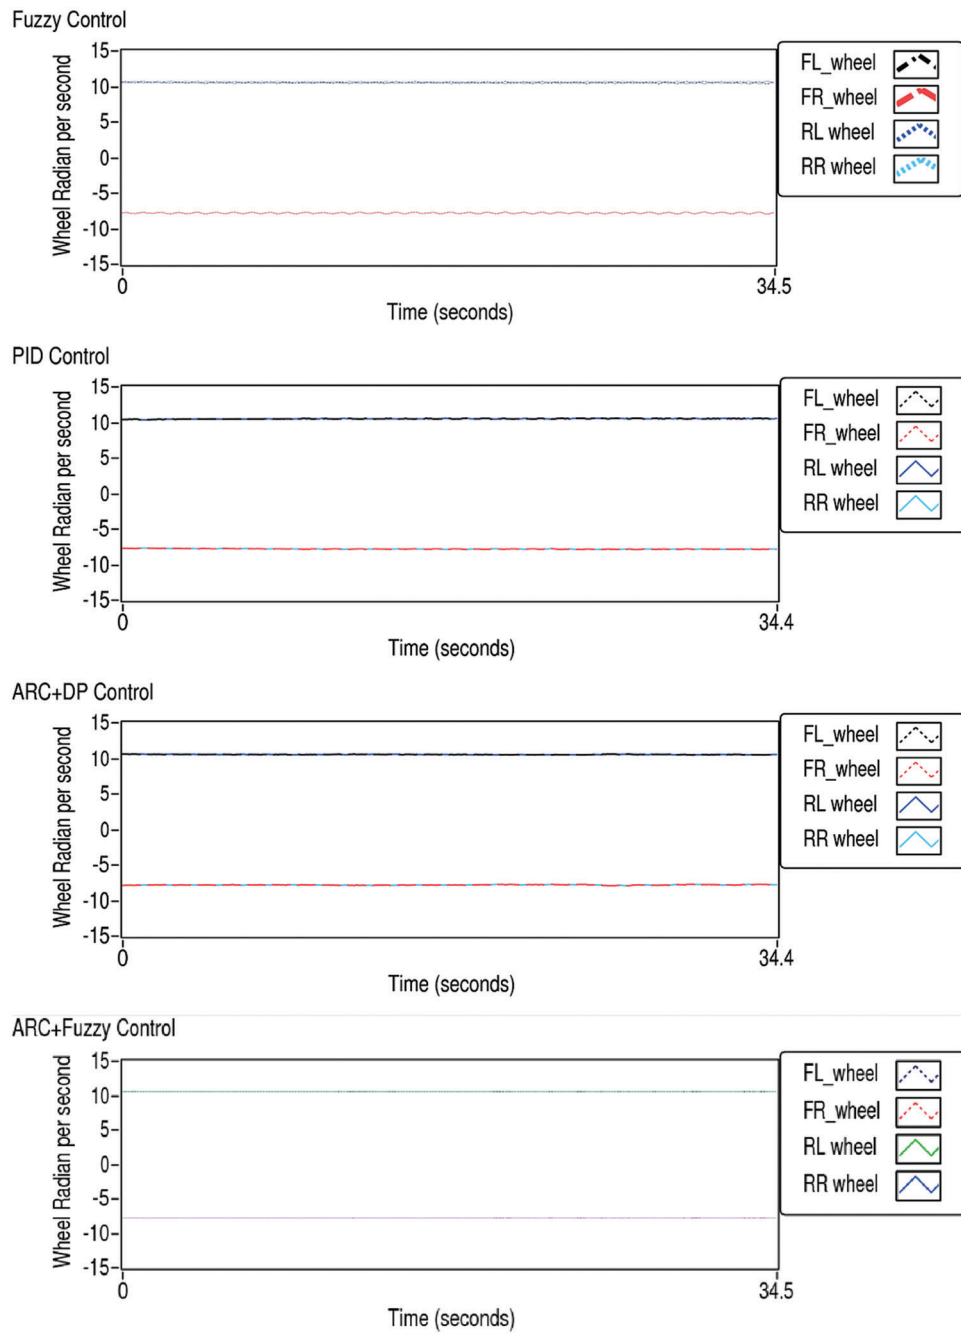 Fuzzy Control
Wheel Radian per second
15
10
5
0
-5
-10
-15
0
34.5
Time (seconds)
FL_wheel
FR_wheel
RL wheel
RR wheel
PID Control
Wheel Radian per second
15
10
5
0
-5
-10
-15
0
34.4
Time (seconds)
FL_wheel
FR_wheel
RL wheel
RR wheel
ARC+DP Control
Wheel Radian per second
15
10
5
0
-5
-10
-15
0
34.4
Time (seconds)
FL_wheel
FR_wheel
RL wheel
RR wheel
ARC+Fuzzy Control
Wheel Radian per second
15
10
5
0
-5
-10
-15
0
34.5
Time (seconds)
FL_wheel
FR_wheel
RL wheel
RR wheel